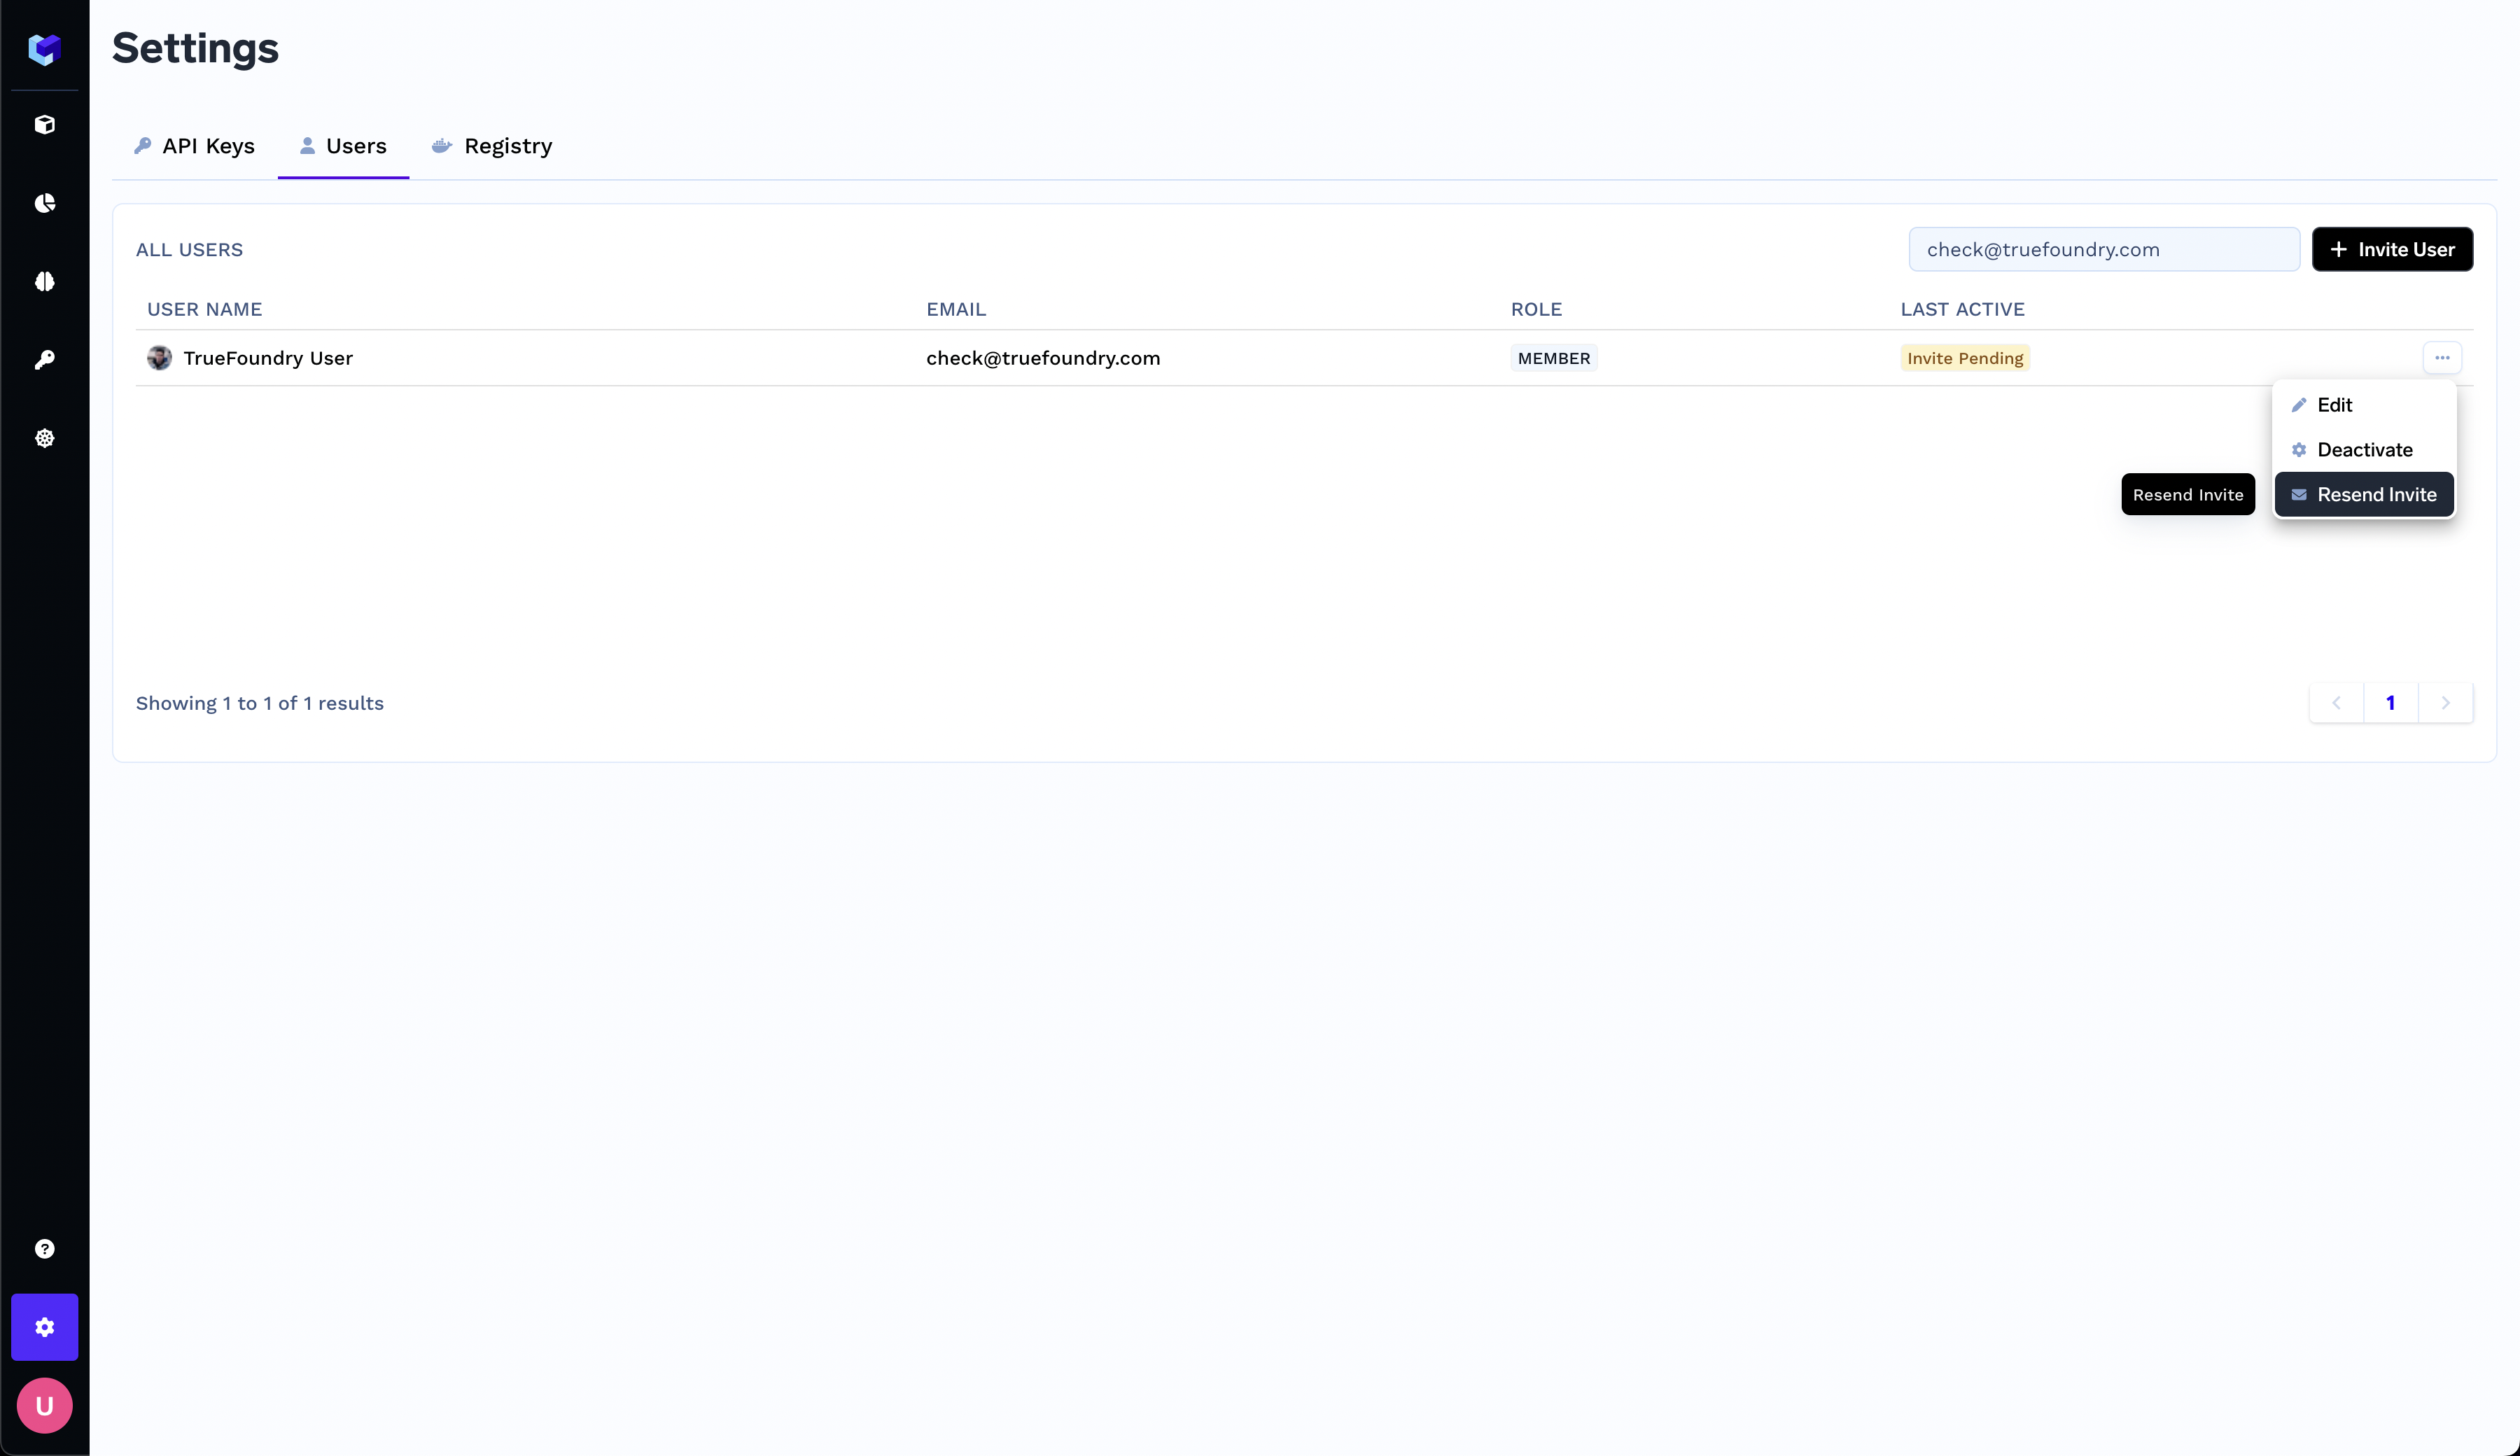 Settings
API Keys
Users
Registry
ALL USERS
check@truefoundry.com
Invite User
USER NAME
EMAIL
ROLE
LAST ACTIVE
TrueFoundry User
check@truefoundry.com
MEMBER
Invite Pending
Edit
Deactivate
Resend Invite
Resend Invite
Showing 1 to 1 of 1 results
1
U